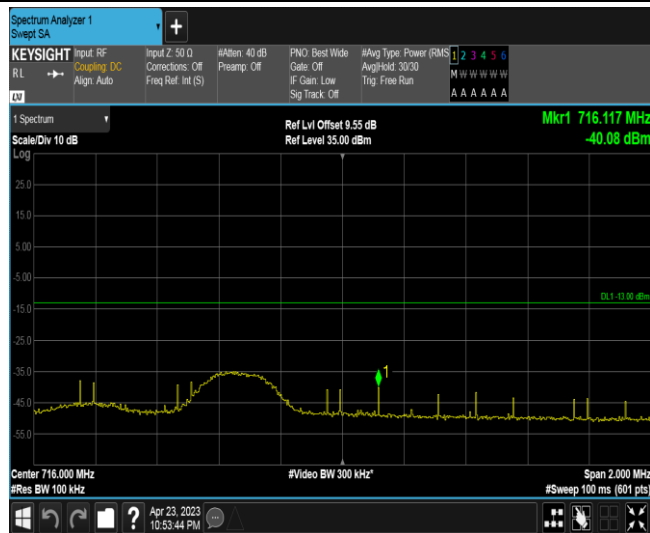 Spectrum Analyzer 1
Swept SA
+
KEYSIGHT
RL
LXI
Input: RF
Coupling: DC
Align: Auto
Input Z: 50 Ω
Corrections: Off
Freq Ref: Int (S)
#Atten: 40 dB
Preamp: Off
PNO: Best Wide
Gate: Off
IF Gain: Low
Sig Track: Off
#Avg Type: Power (RMS
Avg|Hold: 30/30
Trig: Free Run
1 2 3 4 5 6
M W W W W W
A A A A A A
1 Spectrum
Scale/Div 10 dB
Ref Lvl Offset 9.55 dB
Ref Level 35.00 dBm
Mkr1 716.117 MHz
-40.08 dBm
Log
25.0
15.0
5.00
-5.00
DL1 -13.00 dBm
-15.0
-25.0
-35.0
1
-45.0
-55.0
Center 716.000 MHz
#Video BW 300 kHz*
Span 2.000 MHz
#Res BW 100 kHz
#Sweep 100 ms (601 pts)
?
Apr 23, 2023
10:53:44 PM